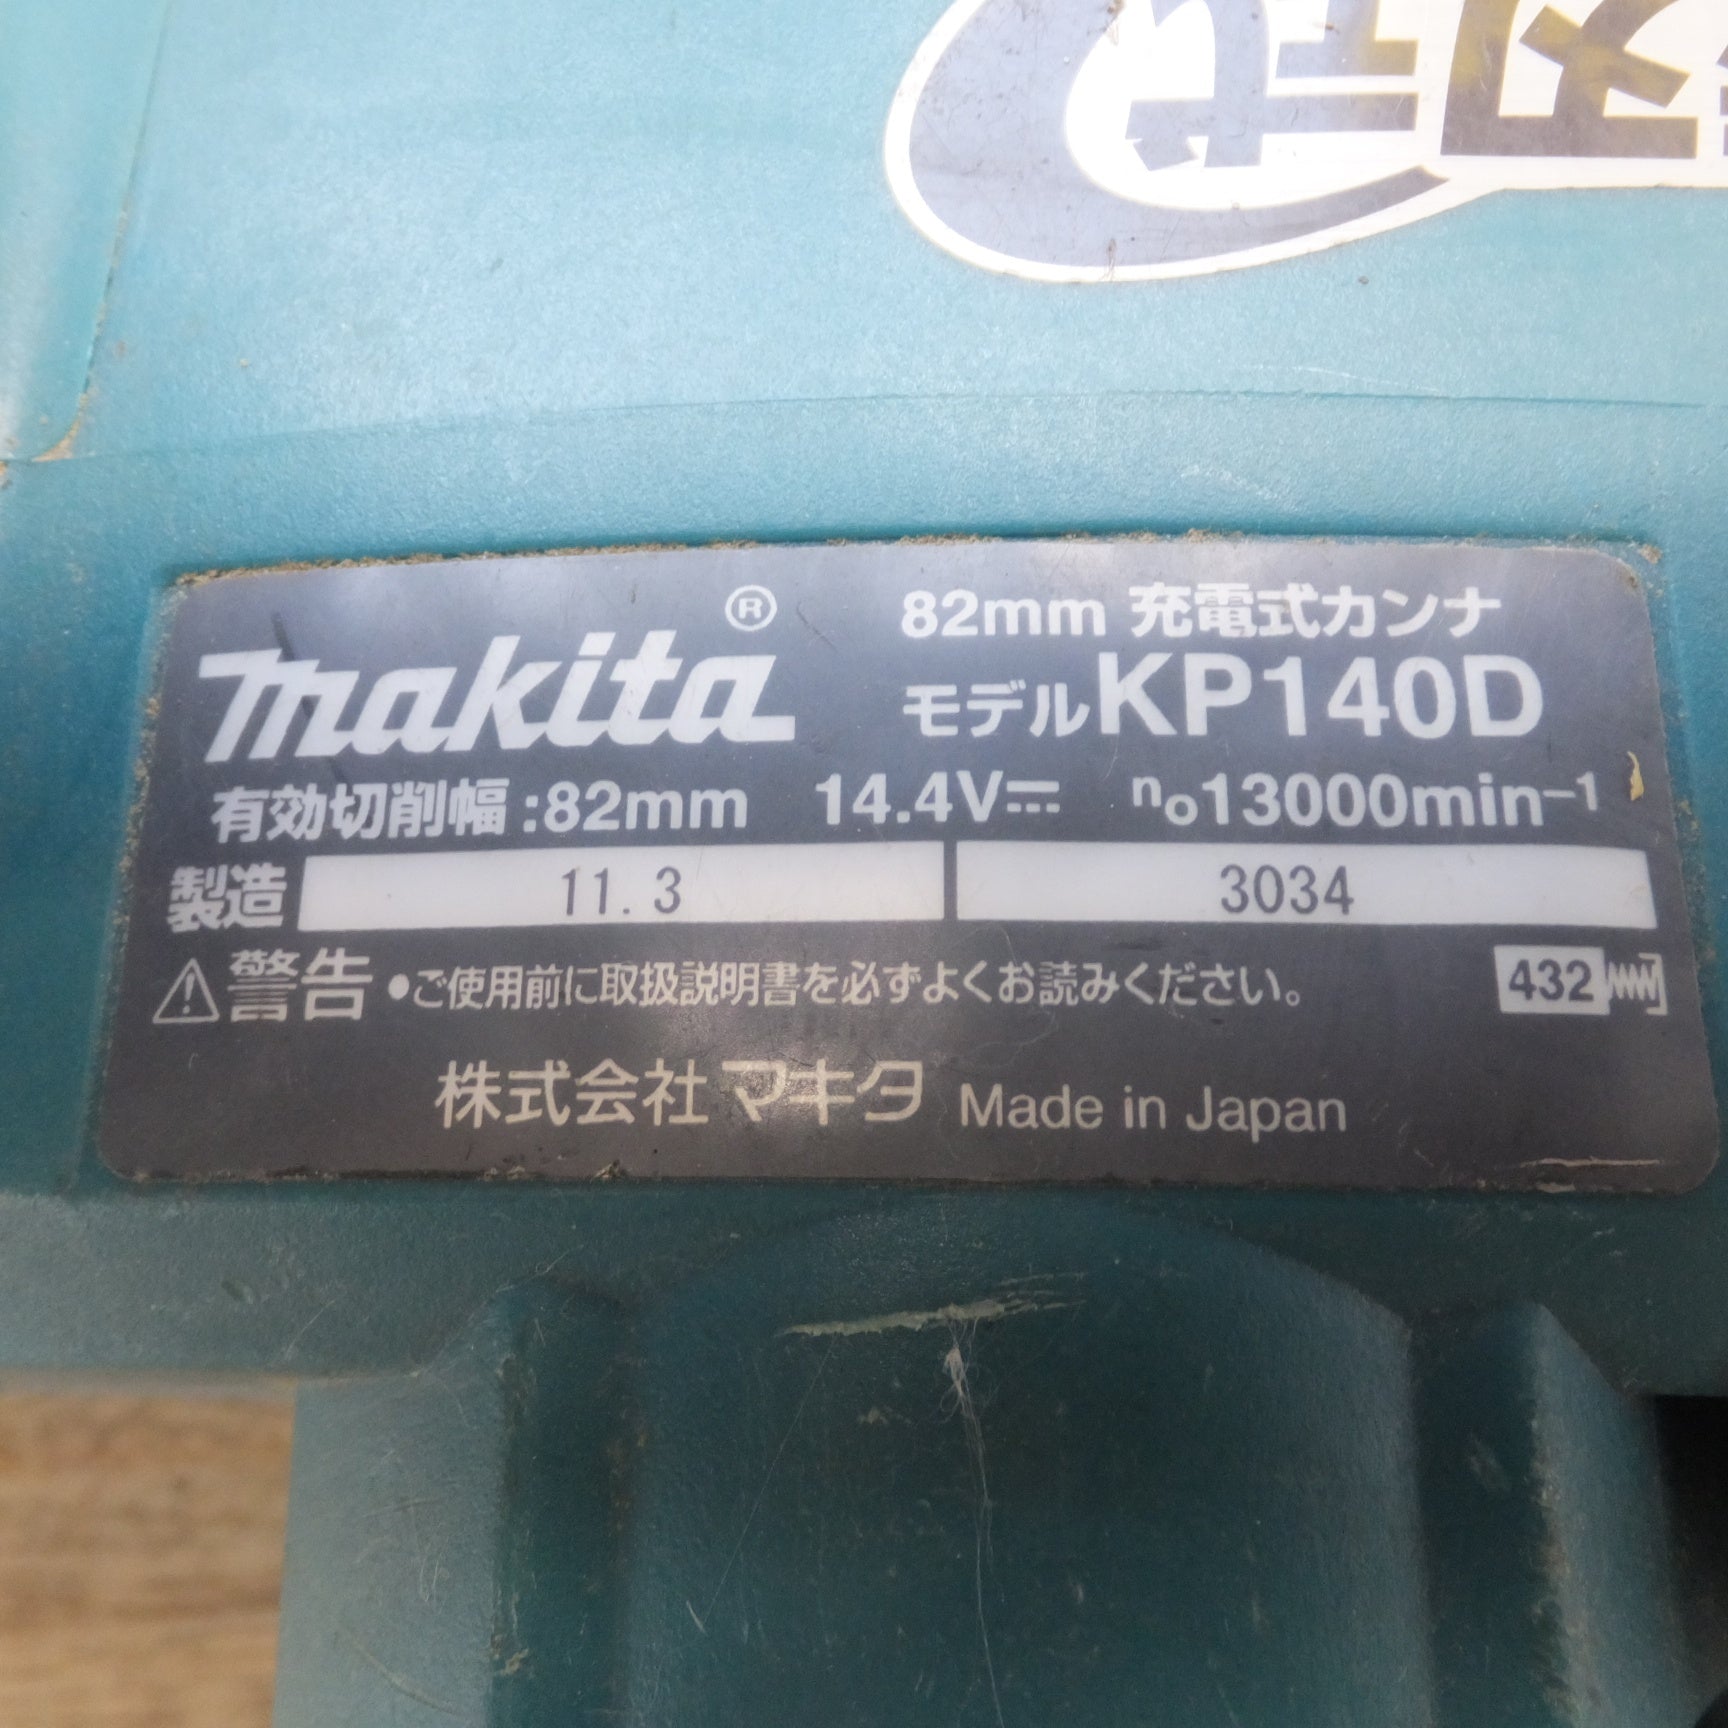 makita®
82mm 充電式カンナ
モデルKP140D
有効切削幅:82mm 14.4V⎓ n₀13000min⁻¹
製造 11.3 3034
⚠警告 •ご使用前に取扱説明書を必ずよくお読みください。 432
株式会社マキタ Made in Japan